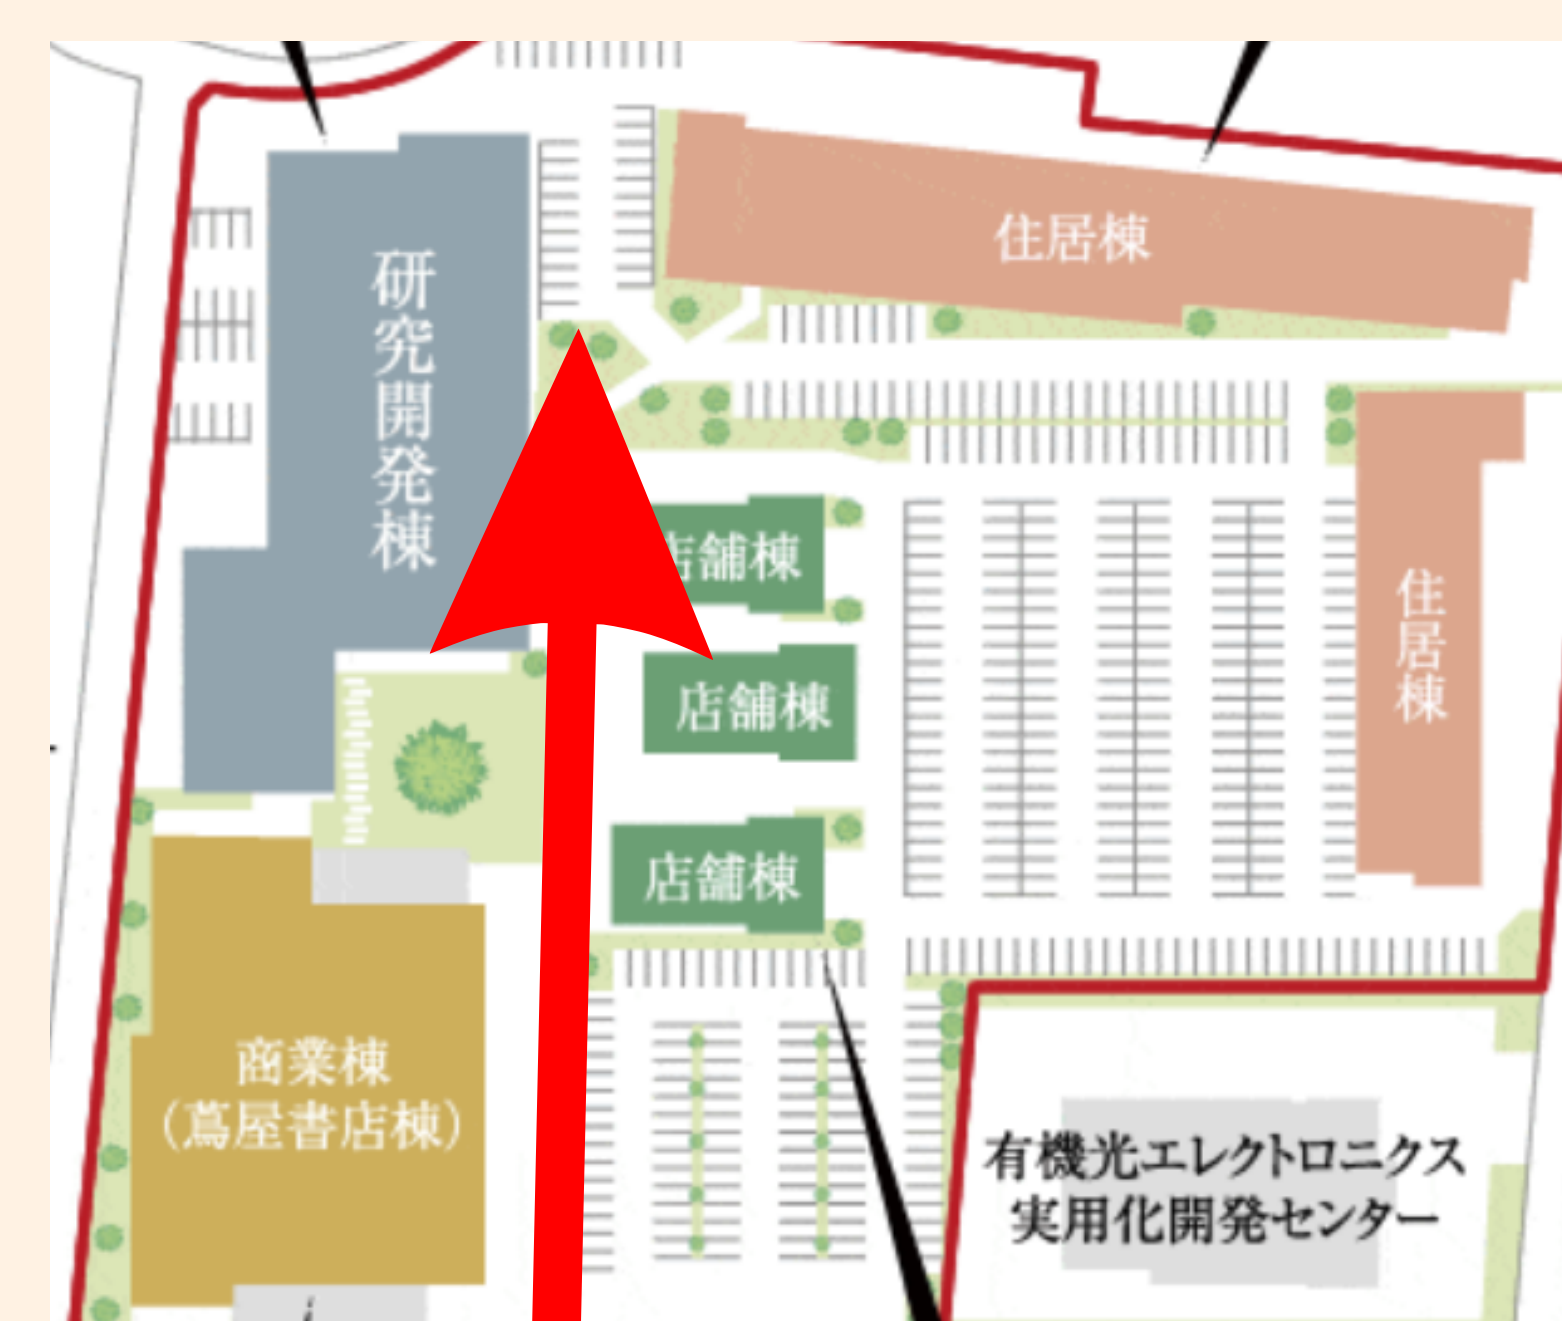 住居棟
研究開発棟
店舗棟
住居棟
店舗棟
店舗棟
商業棟
（蔦屋書店棟）
有機光エレクトロニクス
実用化開発センター